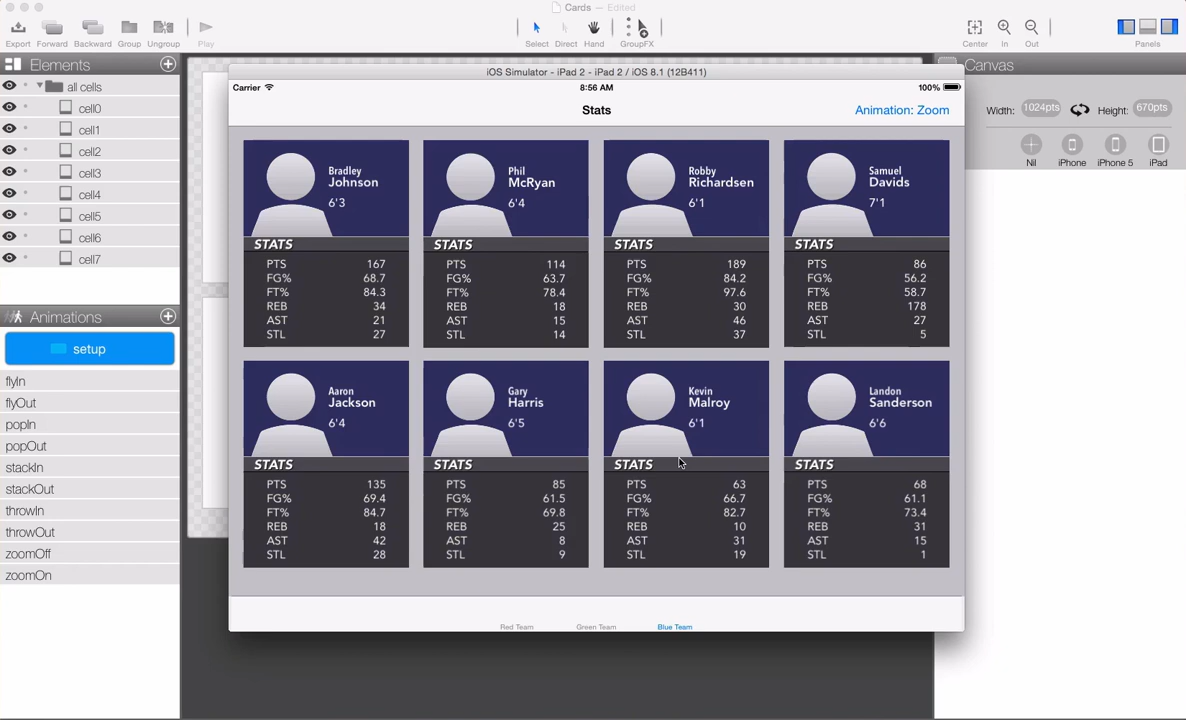 Cards — Edited
Export Forward Backward Group Ungroup Play Select Direct Hand GroupFX Center In Out Panels
Elements
all cells
cell0
cell1
cell2
cell3
cell4
cell5
cell6
cell7
Animations
setup
flyIn
flyOut
popIn
popOut
stackIn
stackOut
throwIn
throwOut
zoomOff
zoomOn
iOS Simulator - iPad 2 - iPad 2 / iOS 8.1 (12B411)
Carrier 8:56 AM 100%
Stats Animation: Zoom
Bradley
Johnson
6'3
STATS
PTS 167
FG% 68.7
FT% 84.3
REB 34
AST 21
STL 27
Phil
McRyan
6'4
STATS
PTS 114
FG% 63.7
FT% 78.4
REB 18
AST 15
STL 14
Robby
Richardsen
6'1
STATS
PTS 189
FG% 84.2
FT% 97.6
REB 30
AST 46
STL 37
Samuel
Davids
7'1
STATS
PTS 86
FG% 56.2
FT% 58.7
REB 178
AST 27
STL 5
Aaron
Jackson
6'4
STATS
PTS 135
FG% 69.4
FT% 84.7
REB 18
AST 42
STL 28
Gary
Harris
6'5
STATS
PTS 85
FG% 61.5
FT% 69.8
REB 25
AST 8
STL 9
Kevin
Malroy
6'1
STATS
PTS 63
FG% 66.7
FT% 82.7
REB 10
AST 31
STL 19
Landon
Sanderson
6'6
STATS
PTS 68
FG% 61.1
FT% 73.4
REB 31
AST 15
STL 1
Red Team Green Team Blue Team
Canvas
Width: 1024pts Height: 670pts
Nil iPhone iPhone 5 iPad